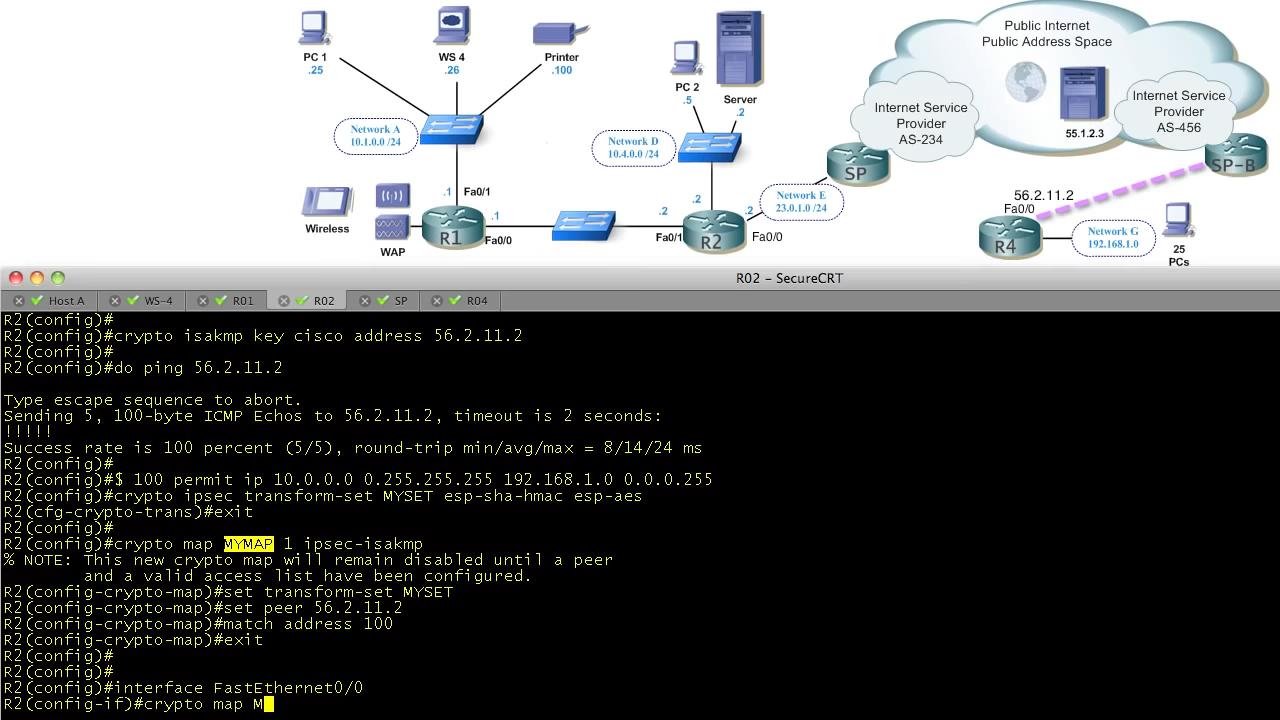 PC 1
.25
WS 4
.26
Printer
.100
Network A
10.1.0.0 /24
.1
Fa0/1
Wireless
WAP
R1
.1
Fa0/0
PC 2
.5
Server
.2
Network D
10.4.0.0 /24
.2
.2
Fa0/1
R2
.2
Fa0/0
Network E
23.0.1.0 /24
SP
Internet Service
Provider
AS-234
Public Internet
Public Address Space
55.1.2.3
Internet Service
Provider
AS-456
SP-B
56.2.11.2
Fa0/0
R4
Network G
192.168.1.0
25
PCs
R02 – SecureCRT
Host A WS-4 R01 R02 SP R04
R2(config)#
R2(config)#crypto isakmp key cisco address 56.2.11.2
R2(config)#
R2(config)#do ping 56.2.11.2
Type escape sequence to abort.
Sending 5, 100-byte ICMP Echos to 56.2.11.2, timeout is 2 seconds:
!!!!!
Success rate is 100 percent (5/5), round-trip min/avg/max = 8/14/24 ms
R2(config)#
R2(config)#$ 100 permit ip 10.0.0.0 0.255.255.255 192.168.1.0 0.0.0.255
R2(config)#crypto ipsec transform-set MYSET esp-sha-hmac esp-aes
R2(cfg-crypto-trans)#exit
R2(config)#
R2(config)#crypto map MYMAP 1 ipsec-isakmp
% NOTE: This new crypto map will remain disabled until a peer
and a valid access list have been configured.
R2(config-crypto-map)#set transform-set MYSET
R2(config-crypto-map)#set peer 56.2.11.2
R2(config-crypto-map)#match address 100
R2(config-crypto-map)#exit
R2(config)#
R2(config)#
R2(config)#interface FastEthernet0/0
R2(config-if)#crypto map M